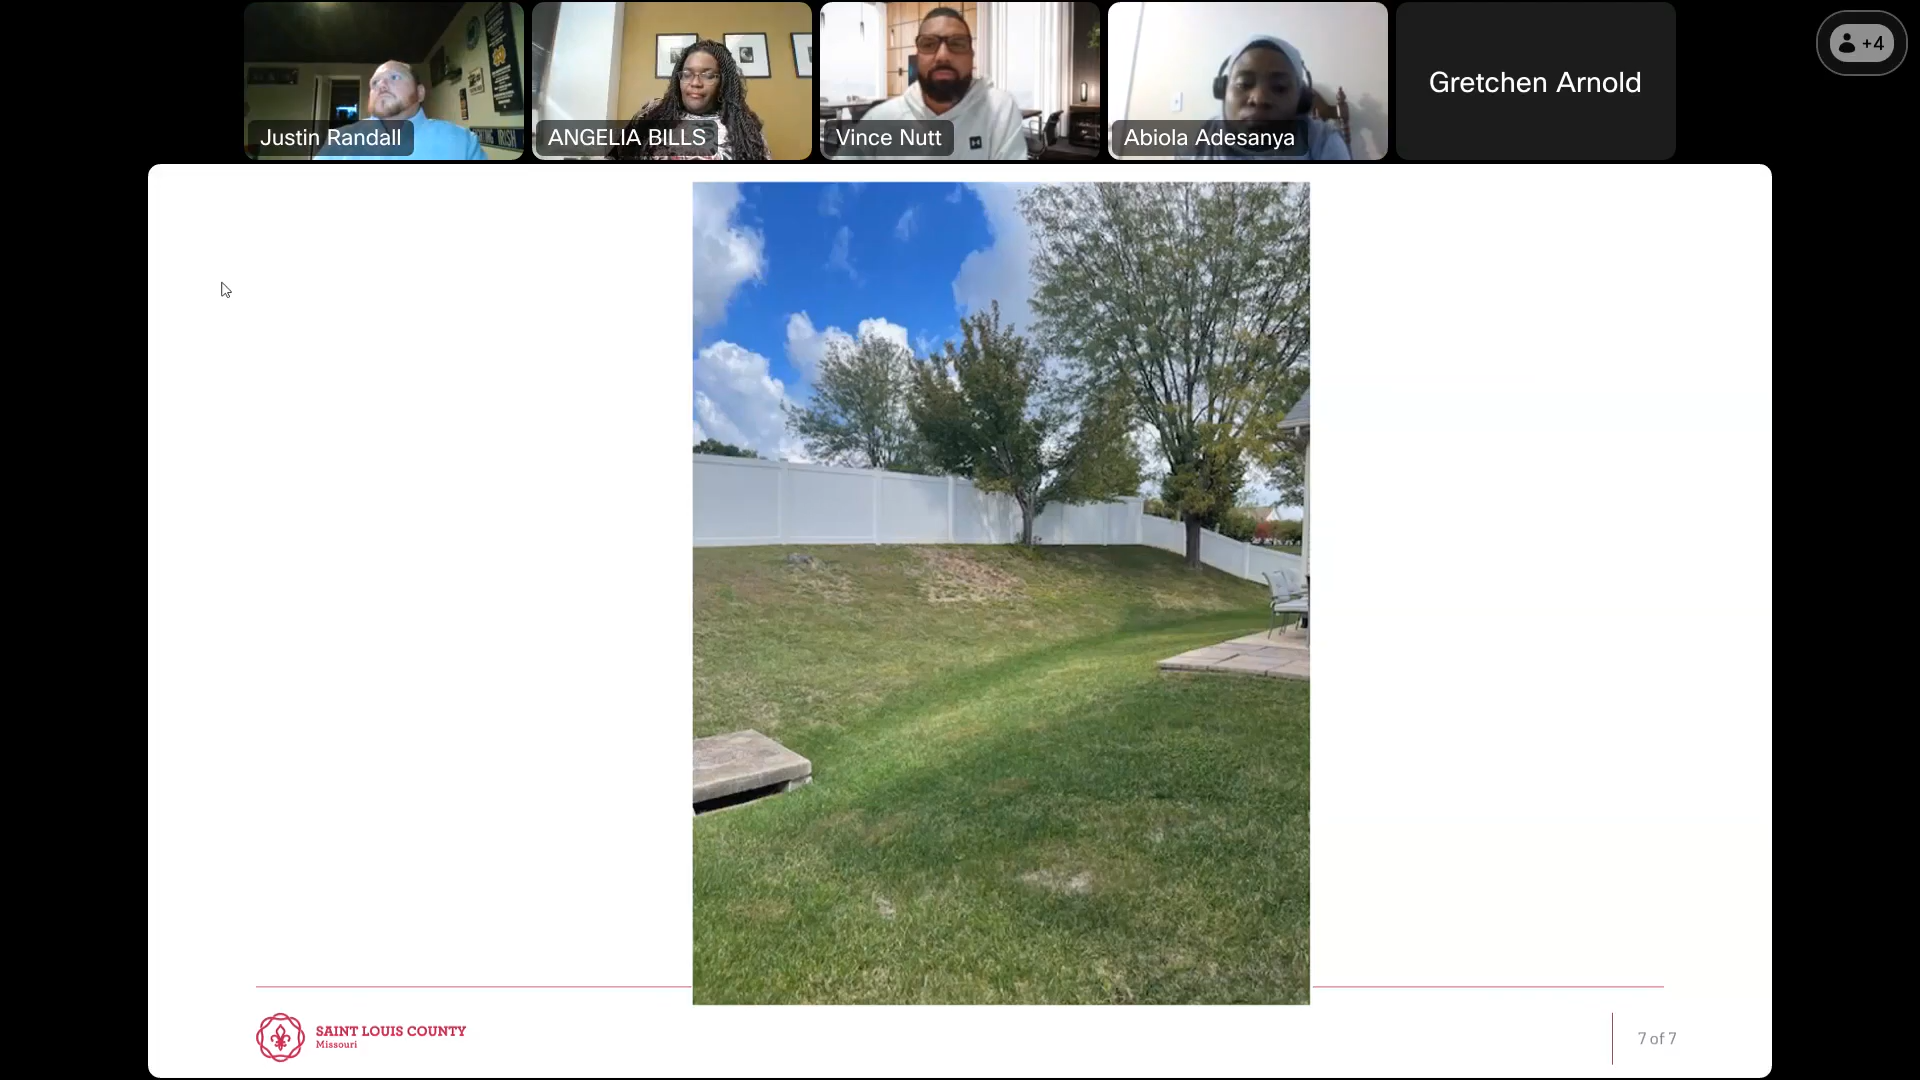 +4
Justin Randall
ANGELIA BILLS
Vince Nutt
Abiola Adesanya
Gretchen Arnold
SAINT LOUIS COUNTY
Missouri
7 of 7